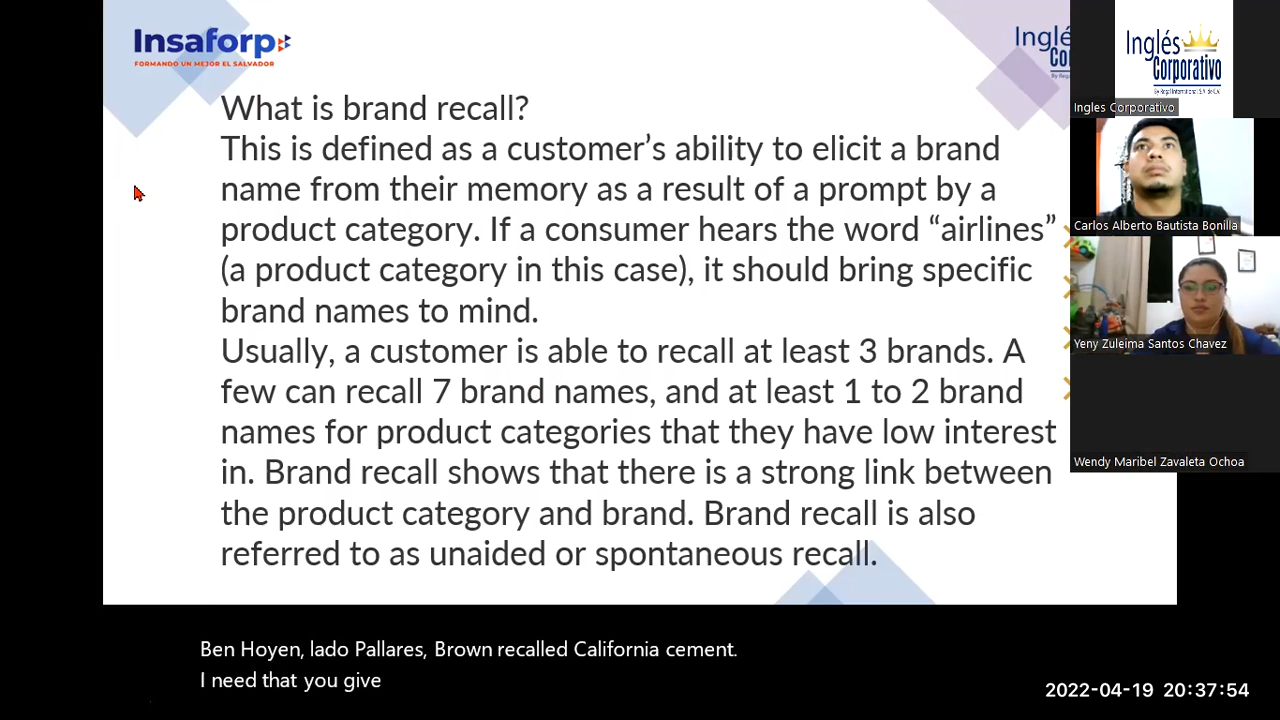 Insaforp
FORMANDO UN MEJOR EL SALVADOR
Inglés
Corporativo
Ingles Corporativo
What is brand recall?
This is defined as a customer’s ability to elicit a brand
name from their memory as a result of a prompt by a
product category. If a consumer hears the word “airlines”
(a product category in this case), it should bring specific
brand names to mind.
Usually, a customer is able to recall at least 3 brands. A
few can recall 7 brand names, and at least 1 to 2 brand
names for product categories that they have low interest
in. Brand recall shows that there is a strong link between
the product category and brand. Brand recall is also
referred to as unaided or spontaneous recall.
Carlos Alberto Bautista Bonilla
Yeny Zuleima Santos Chavez
Wendy Maribel Zavaleta Ochoa
Ben Hoyen, lado Pallares, Brown recalled California cement.
I need that you give
2022-04-19 20:37:54